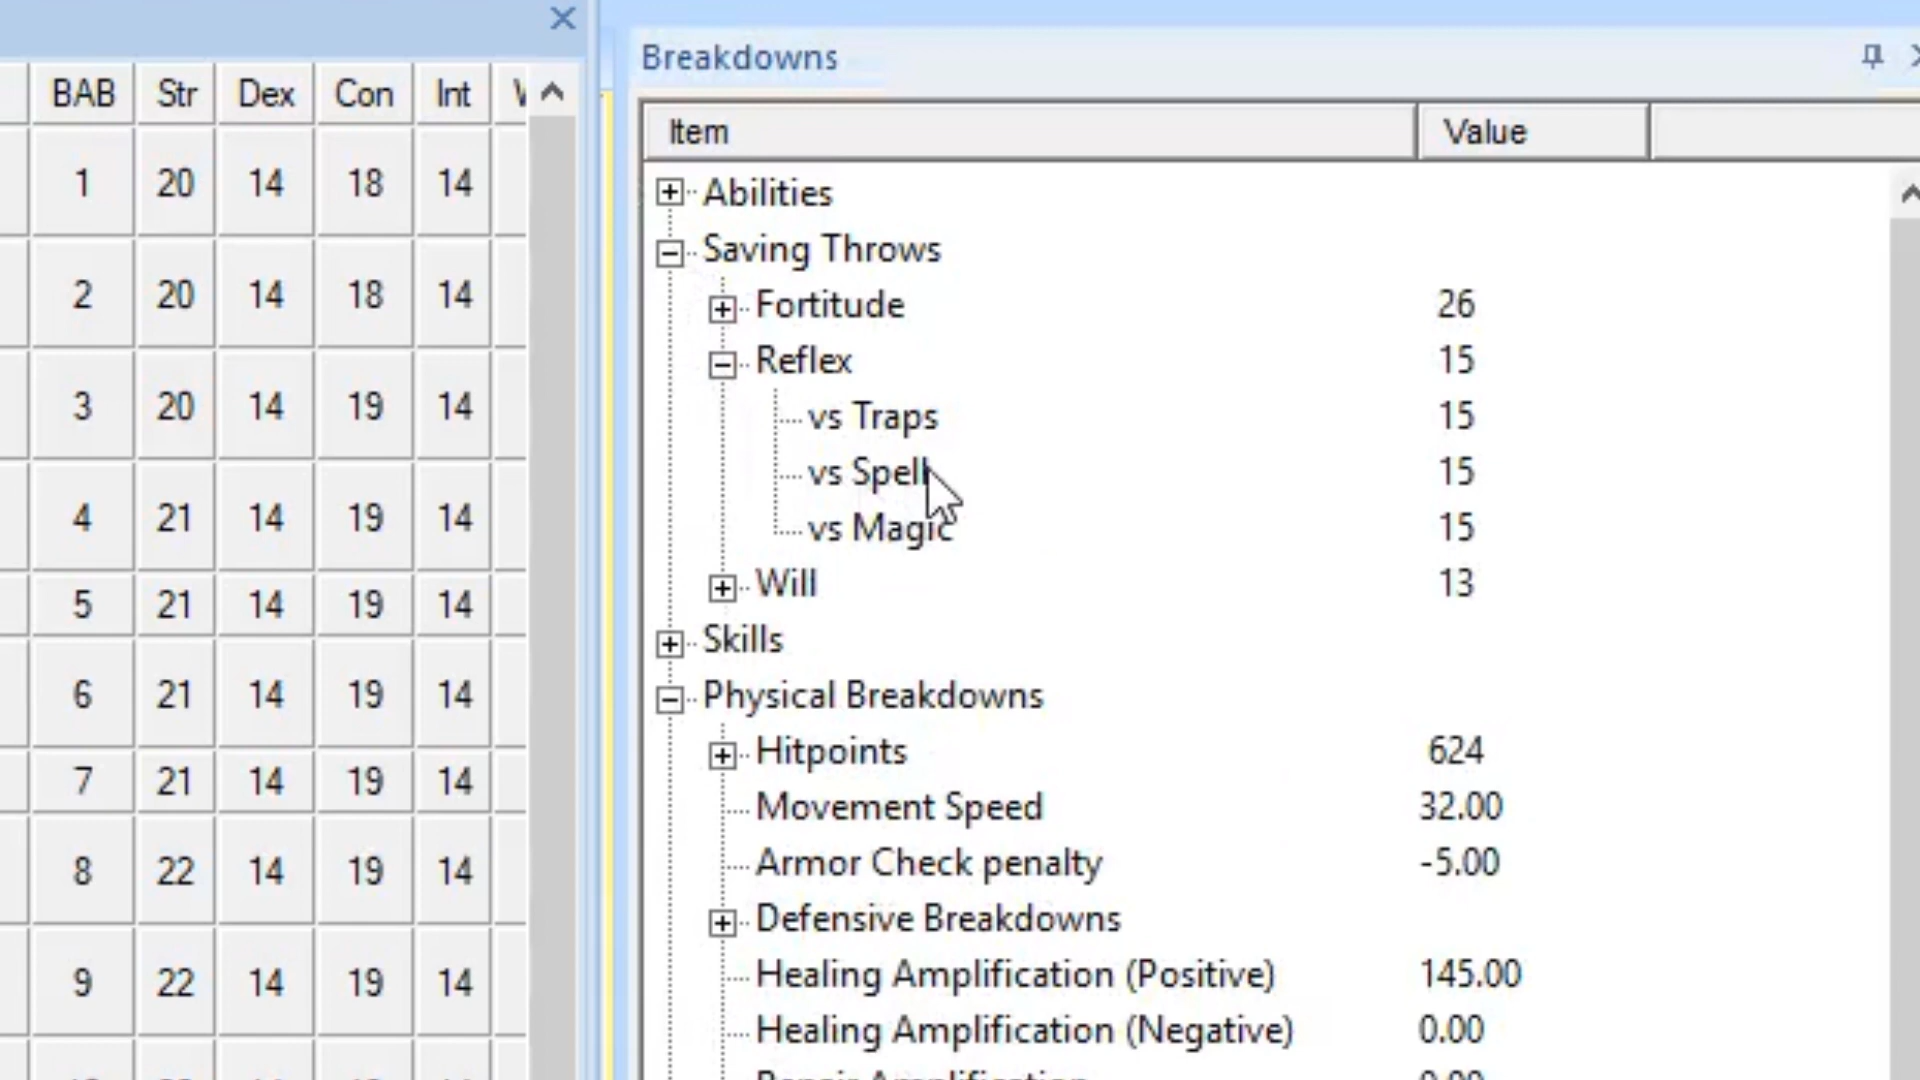 BAB Str Dex Con Int
1 20 14 18 14
2 20 14 18 14
3 20 14 19 14
4 21 14 19 14
5 21 14 19 14
6 21 14 19 14
7 21 14 19 14
8 22 14 19 14
9 22 14 19 14
Breakdowns
Item Value
Abilities
Saving Throws
Fortitude 26
Reflex 15
vs Traps 15
vs Spell 15
vs Magic 15
Will 13
Skills
Physical Breakdowns
Hitpoints 624
Movement Speed 32.00
Armor Check penalty -5.00
Defensive Breakdowns
Healing Amplification (Positive) 145.00
Healing Amplification (Negative) 0.00